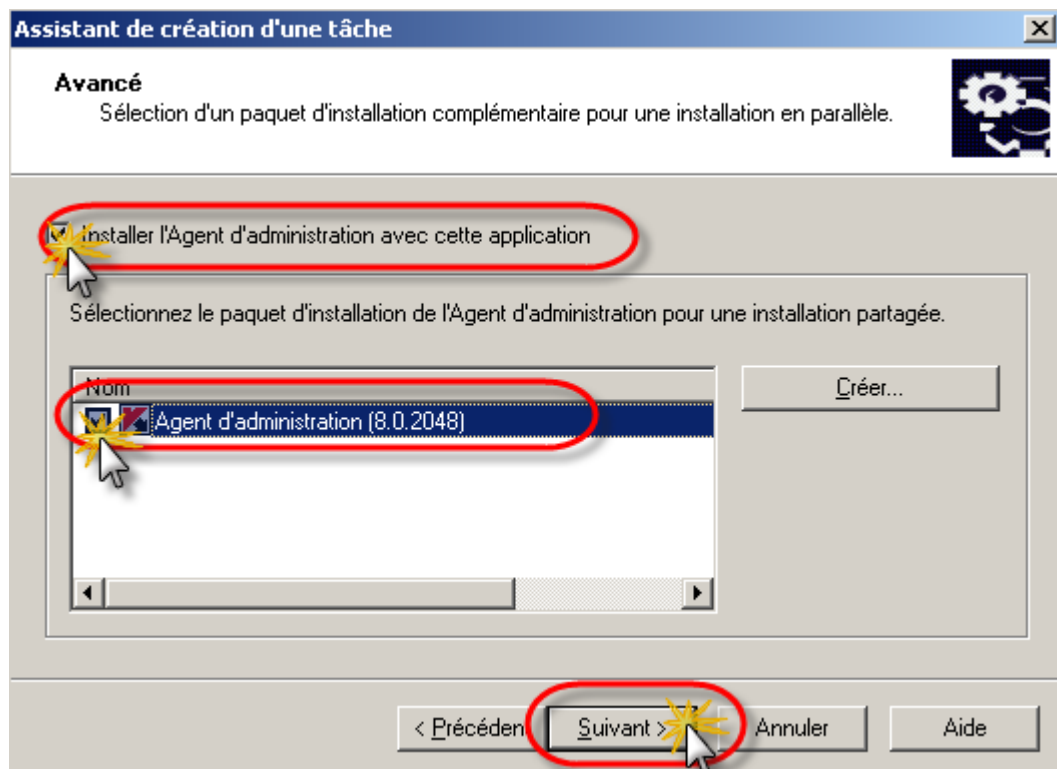 Assistant de création d'une tâche
Avancé
Sélection d'un paquet d'installation complémentaire pour une installation en parallèle.
Installer l'Agent d'administration avec cette application
Sélectionnez le paquet d'installation de l'Agent d'administration pour une installation partagée.
Nom
Créer...
Agent d'administration (8.0.2048)
< Précéden
Suivant >
Annuler
Aide